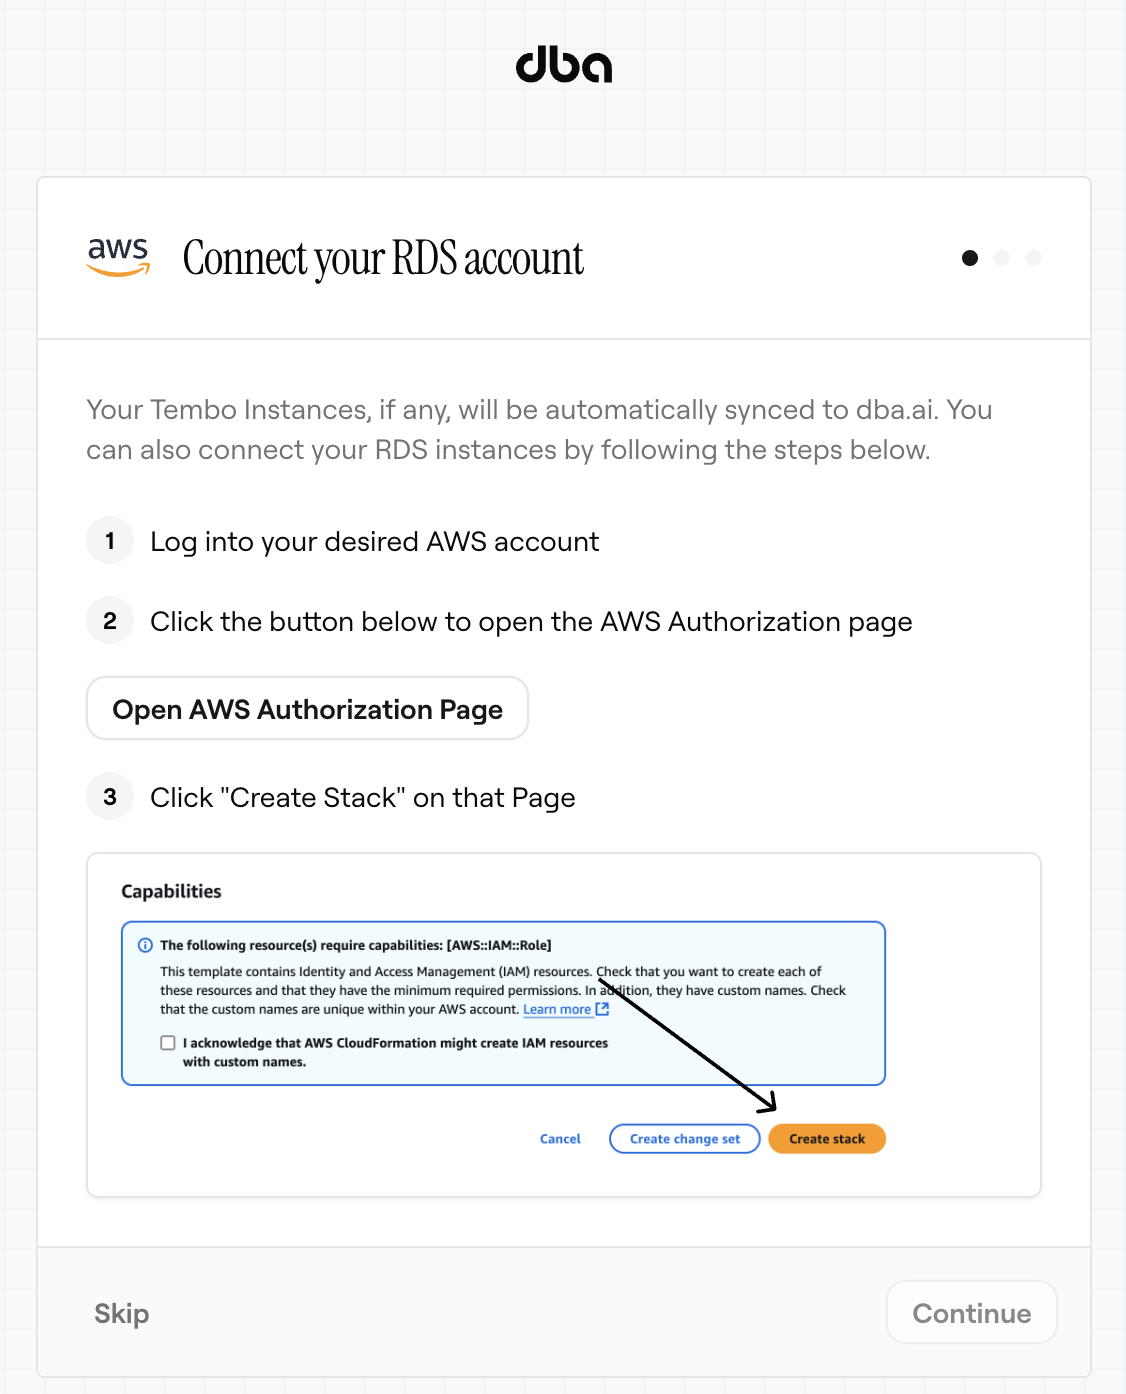 dba
aws
Connect your RDS account
Your Tembo Instances, if any, will be automatically synced to dba.ai. You
can also connect your RDS instances by following the steps below.
1 Log into your desired AWS account
2 Click the button below to open the AWS Authorization page
Open AWS Authorization Page
3 Click "Create Stack" on that Page
Capabilities
The following resource(s) require capabilities: [AWS::IAM::Role]
This template contains Identity and Access Management (IAM) resources. Check that you want to create each of
these resources and that they have the minimum required permissions. In addition, they have custom names. Check
that the custom names are unique within your AWS account. Learn more
I acknowledge that AWS CloudFormation might create IAM resources
with custom names.
Cancel Create change set Create stack
Skip Continue